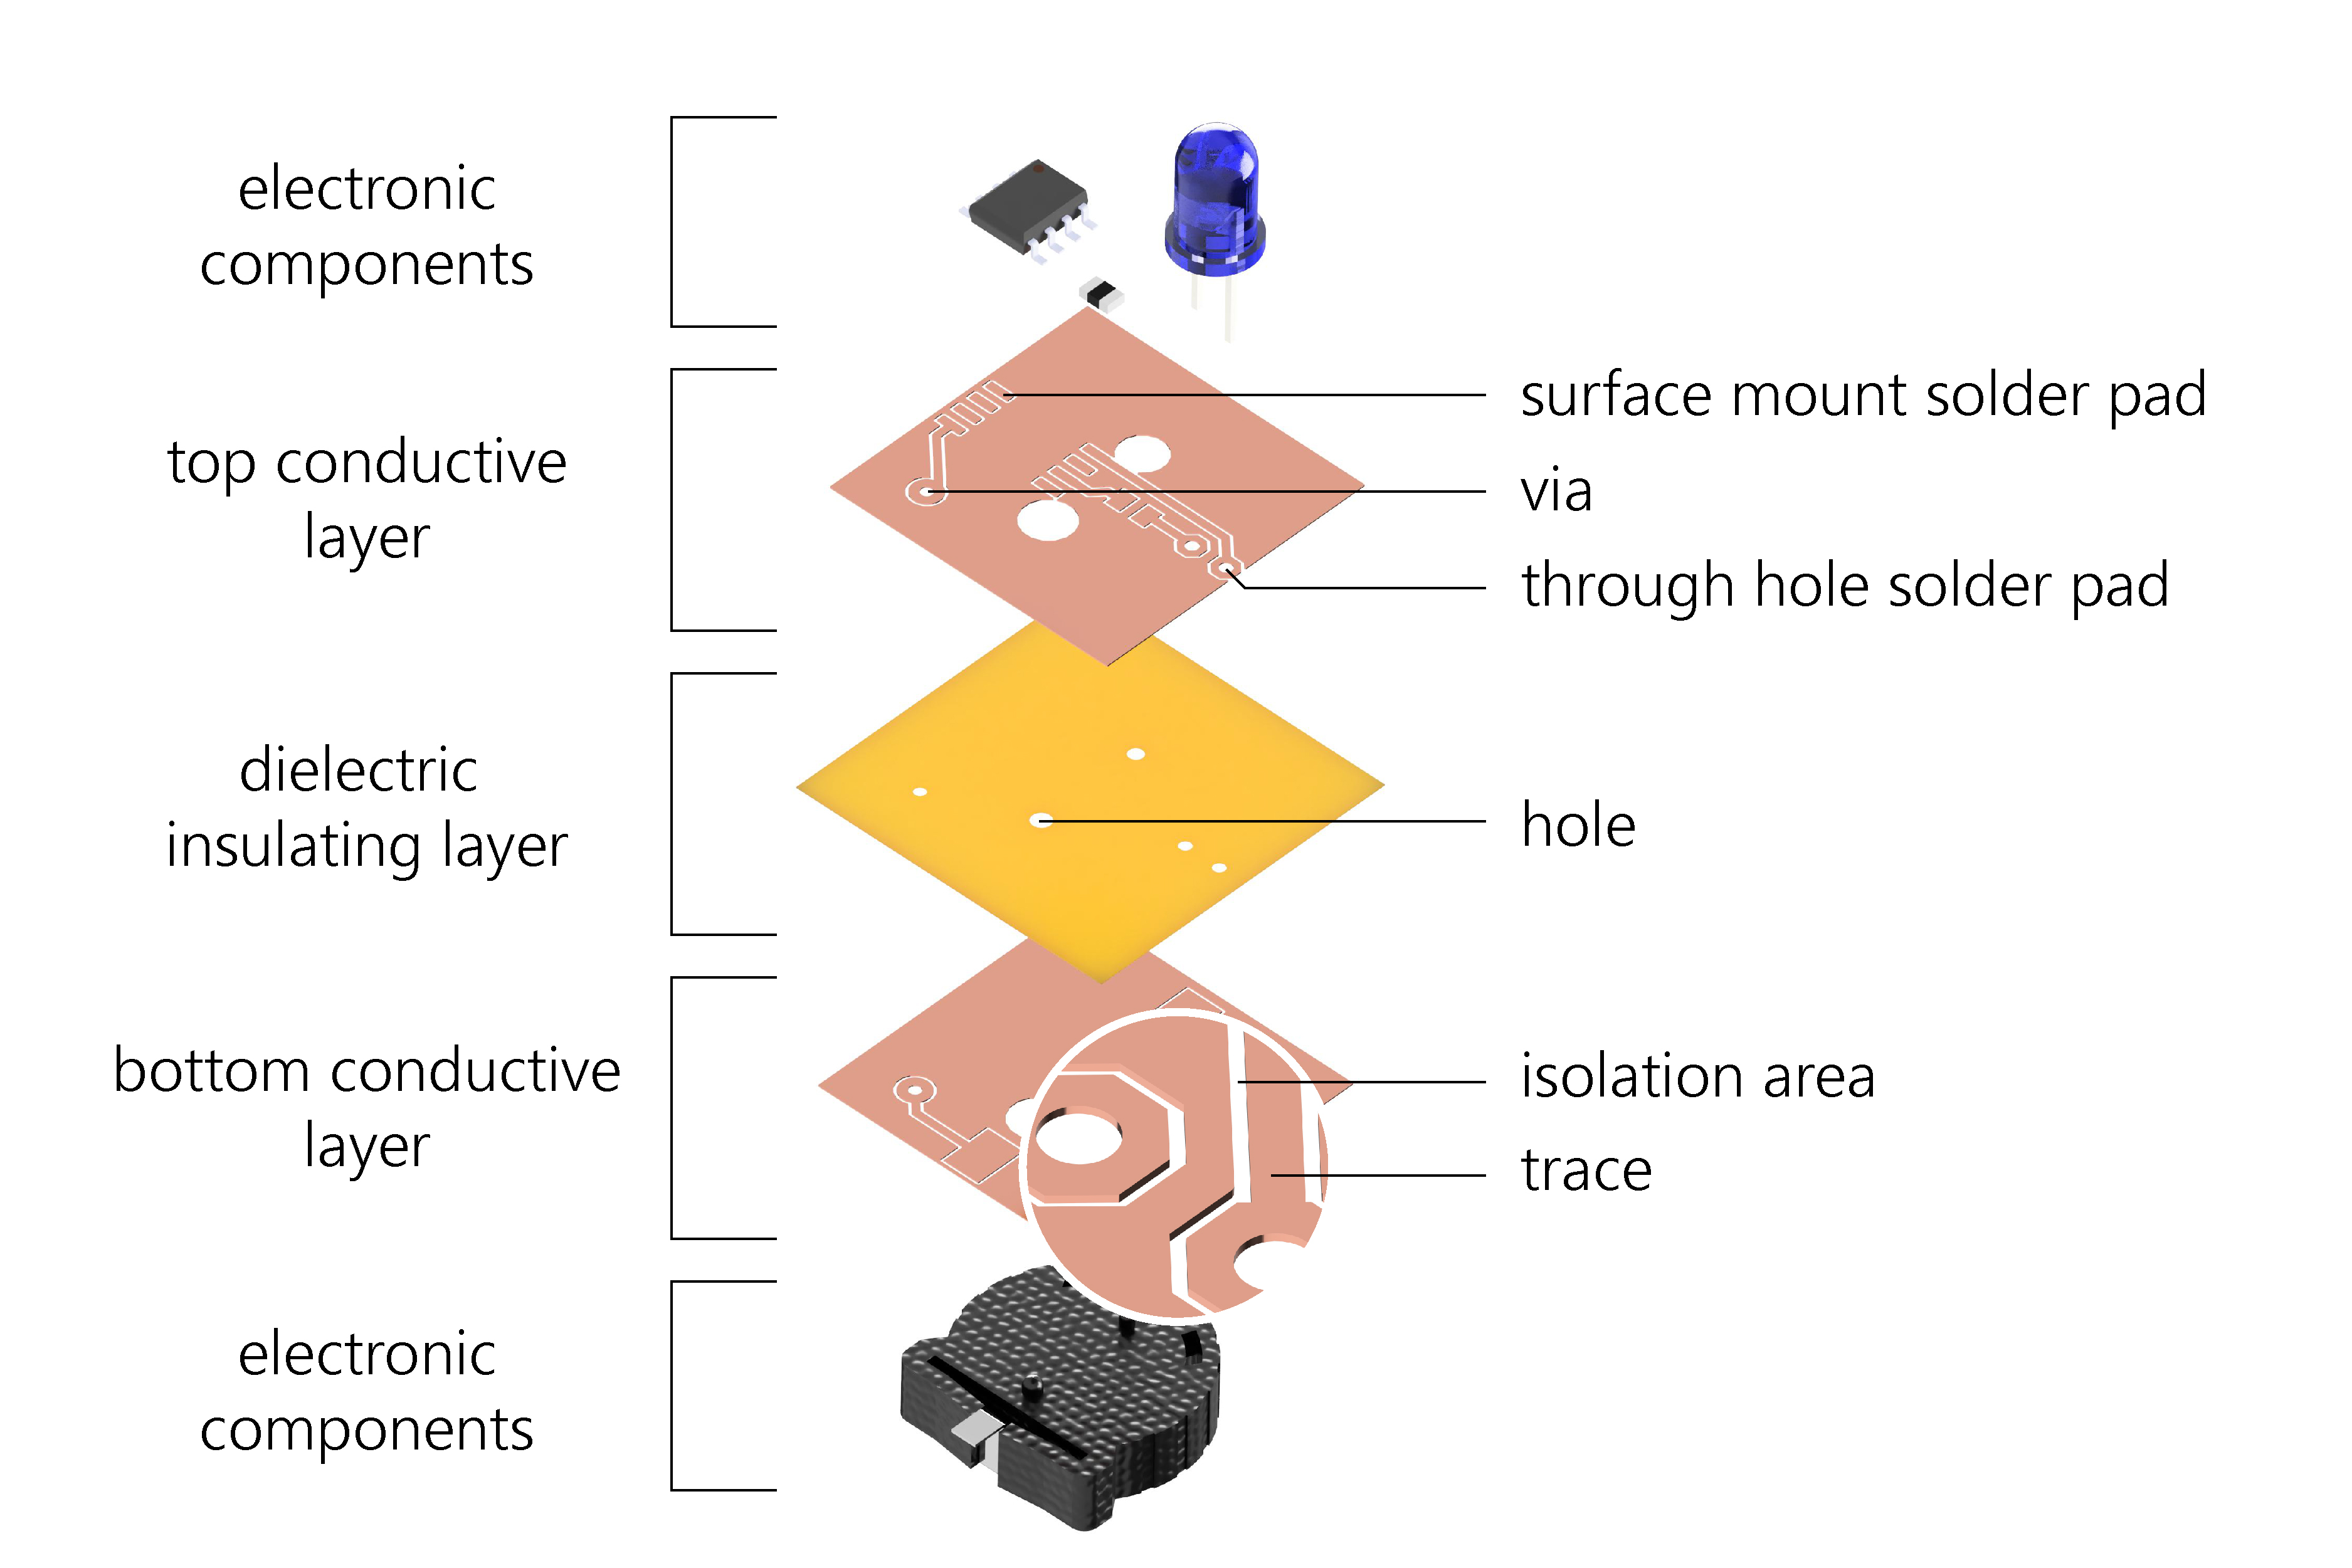 electronic
components
top conductive
layer
surface mount solder pad
via
through hole solder pad
dielectric
insulating layer
hole
bottom conductive
layer
isolation area
trace
electronic
components